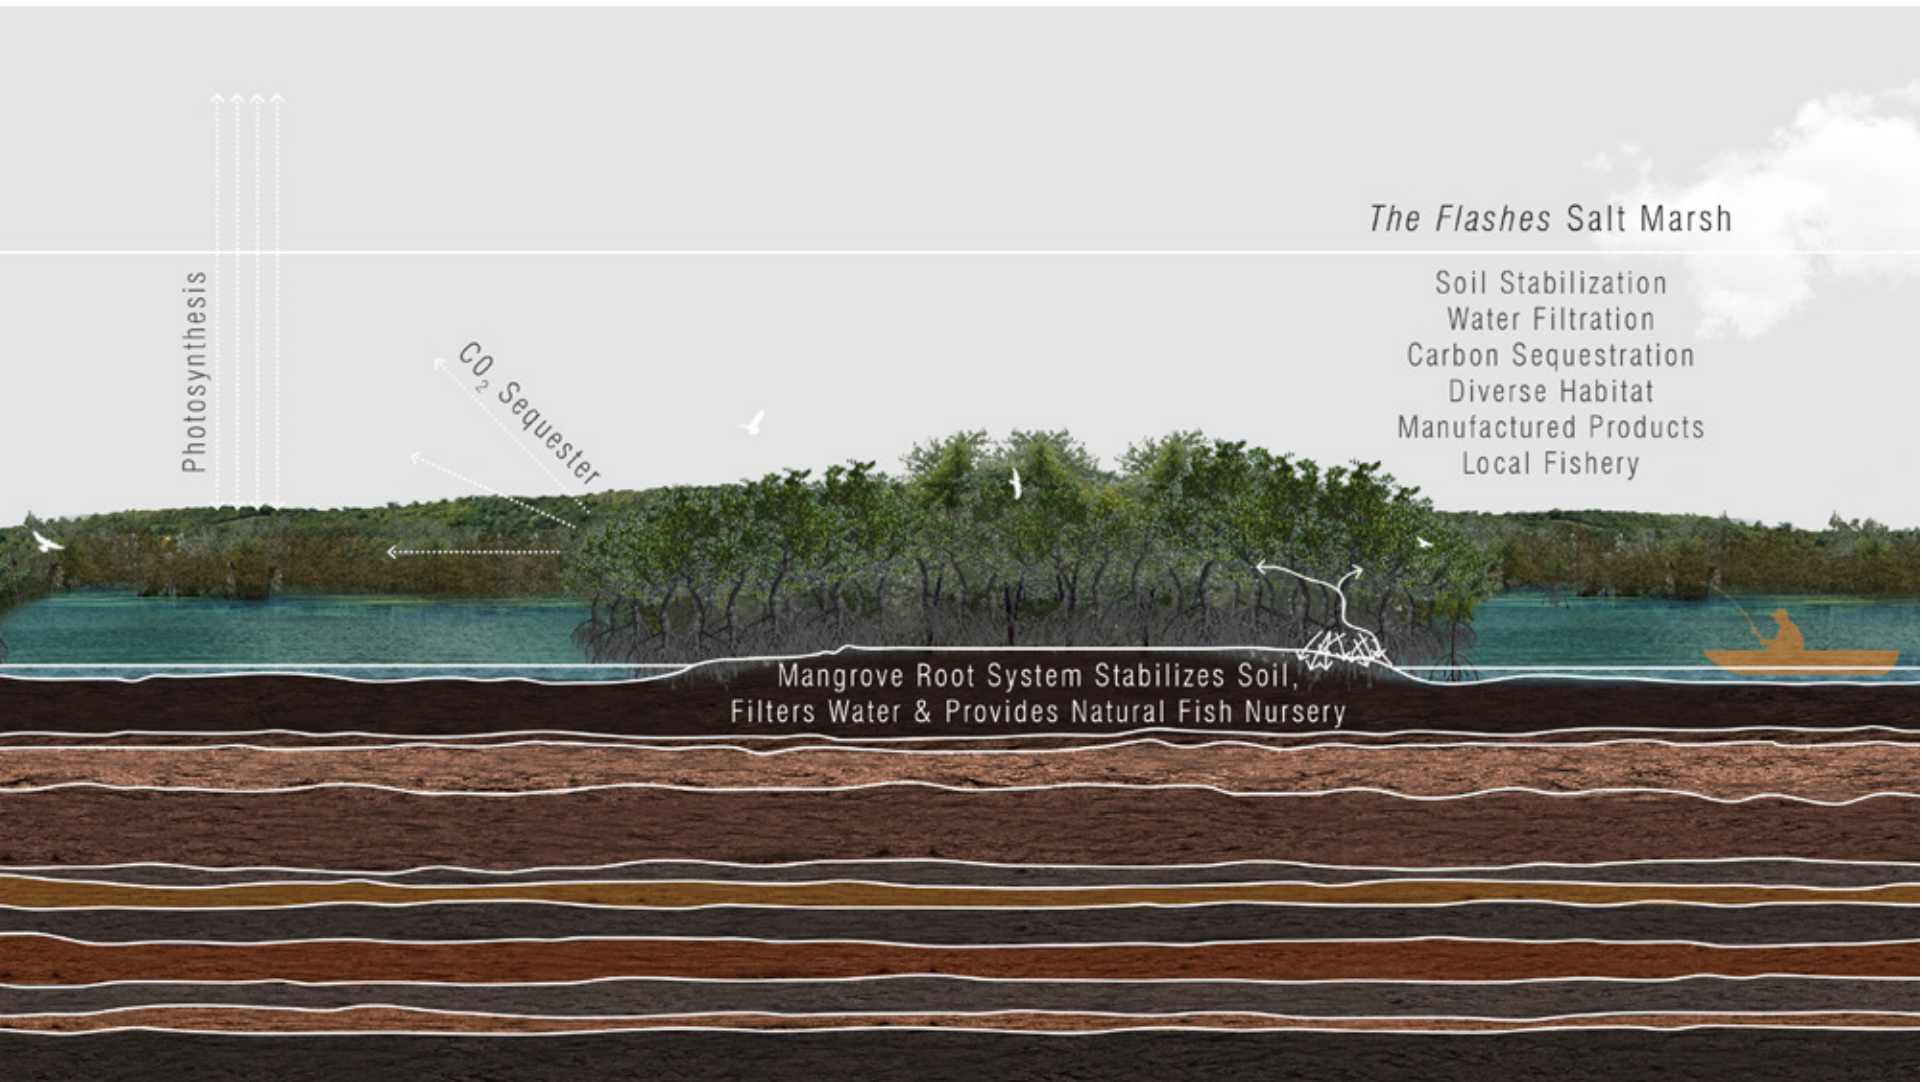 The Flashes Salt Marsh
Soil Stabilization
Water Filtration
Carbon Sequestration
Diverse Habitat
Manufactured Products
Local Fishery
Photosynthesis
CO₂ Sequester
Mangrove Root System Stabilizes Soil,
Filters Water & Provides Natural Fish Nursery